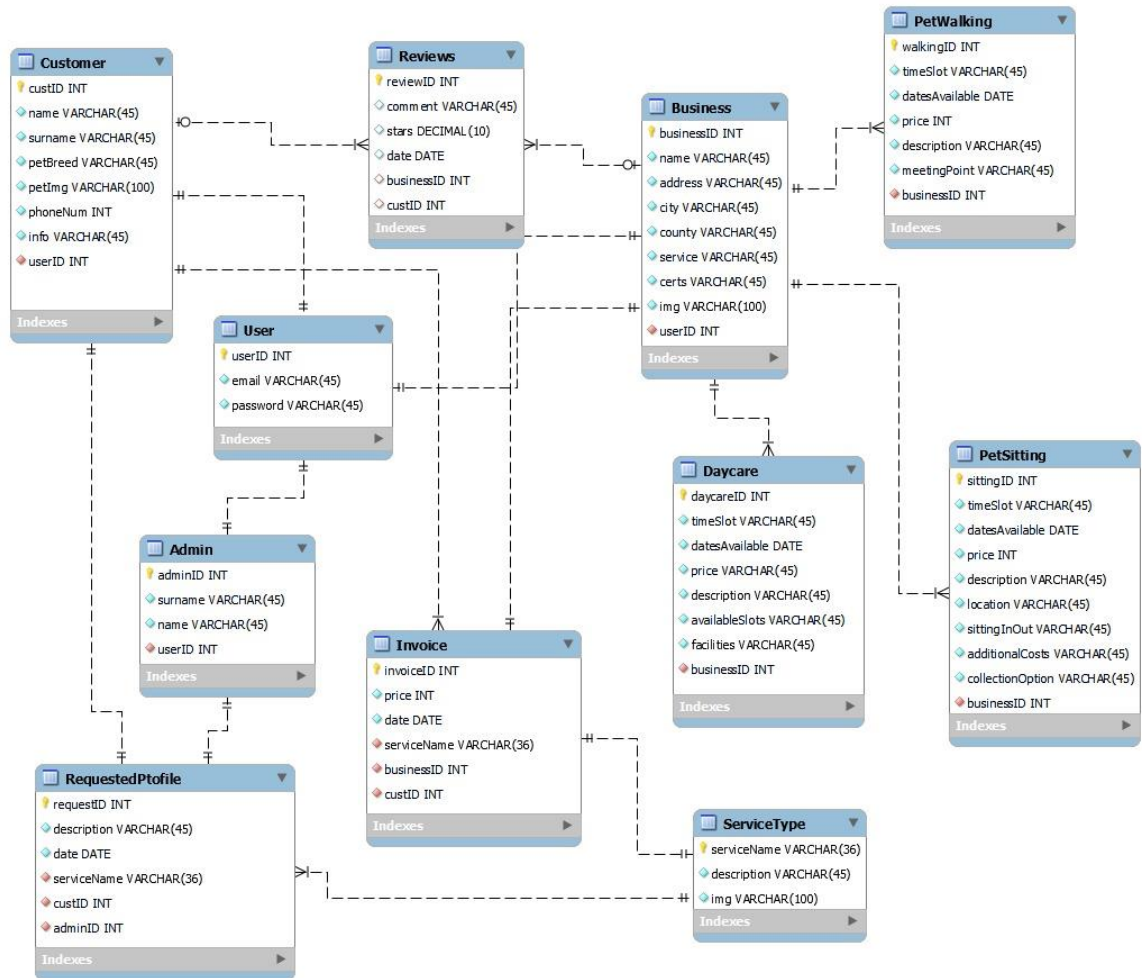 Customer
custID INT
name VARCHAR(45)
surname VARCHAR(45)
petBreed VARCHAR(45)
petImg VARCHAR(100)
phoneNum INT
info VARCHAR(45)
userID INT
Indexes
Reviews
reviewID INT
comment VARCHAR(45)
stars DECIMAL(10)
date DATE
businessID INT
custID INT
Indexes
Business
businessID INT
name VARCHAR(45)
address VARCHAR(45)
city VARCHAR(45)
county VARCHAR(45)
service VARCHAR(45)
certs VARCHAR(45)
img VARCHAR(100)
userID INT
Indexes
PetWalking
walkingID INT
timeSlot VARCHAR(45)
datesAvailable DATE
price INT
description VARCHAR(45)
meetingPoint VARCHAR(45)
businessID INT
Indexes
User
userID INT
email VARCHAR(45)
password VARCHAR(45)
Indexes
Admin
adminID INT
surname VARCHAR(45)
name VARCHAR(45)
userID INT
Indexes
Invoice
invoiceID INT
price INT
date DATE
serviceName VARCHAR(36)
businessID INT
custID INT
Indexes
Daycare
daycareID INT
timeSlot VARCHAR(45)
datesAvailable DATE
price VARCHAR(45)
description VARCHAR(45)
availableSlots VARCHAR(45)
facilities VARCHAR(45)
businessID INT
Indexes
PetSitting
sittingID INT
timeSlot VARCHAR(45)
datesAvailable DATE
price INT
description VARCHAR(45)
location VARCHAR(45)
sittingInOut VARCHAR(45)
additionalCosts VARCHAR(45)
collectionOption VARCHAR(45)
businessID INT
Indexes
RequestedPtofile
requestID INT
description VARCHAR(45)
date DATE
serviceName VARCHAR(36)
custID INT
adminID INT
Indexes
ServiceType
serviceName VARCHAR(36)
description VARCHAR(45)
img VARCHAR(100)
Indexes